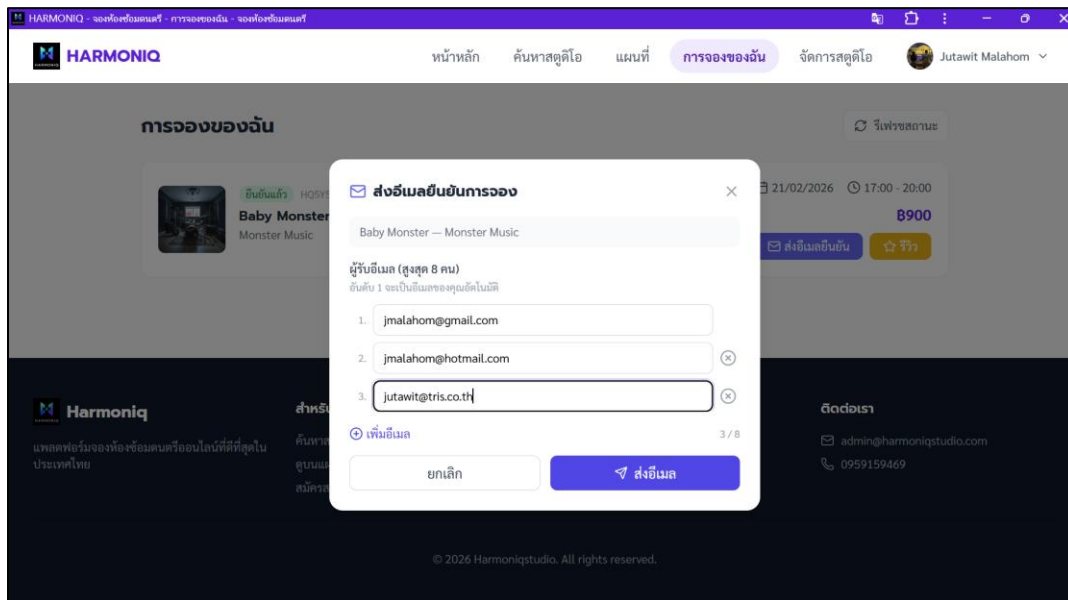 HARMONIQ - จองห้องซ้อมดนตรี - การจองของฉัน - จองห้องซ้อมดนตรี
HARMONIQ
หน้าหลัก
ค้นหาสตูดิโอ
แผนที่
การจองของฉัน
จัดการสตูดิโอ
Jutawit Malahom
การจองของฉัน
รีเฟรชสถานะ
ยืนยันแล้ว
Baby Monster
Monster Music
21/02/2026
17:00 - 20:00
฿900
ส่งอีเมลยืนยัน
รีวิว
ส่งอีเมลยืนยันการจอง
Baby Monster — Monster Music
ผู้รับอีเมล (สูงสุด 8 คน)
อันดับ 1 จะเป็นอีเมลของคุณอัตโนมัติ
1. jmalahom@gmail.com
2. jmalahom@hotmail.com
3. jutawit@tris.co.th
เพิ่มอีเมล
3 / 8
ยกเลิก
ส่งอีเมล
Harmoniq
แพลตฟอร์มจองห้องซ้อมดนตรีออนไลน์ที่ดีที่สุดใน
ประเทศไทย
ติดต่อเรา
admin@harmoniqstudio.com
0959159469
© 2026 Harmoniqstudio. All rights reserved.